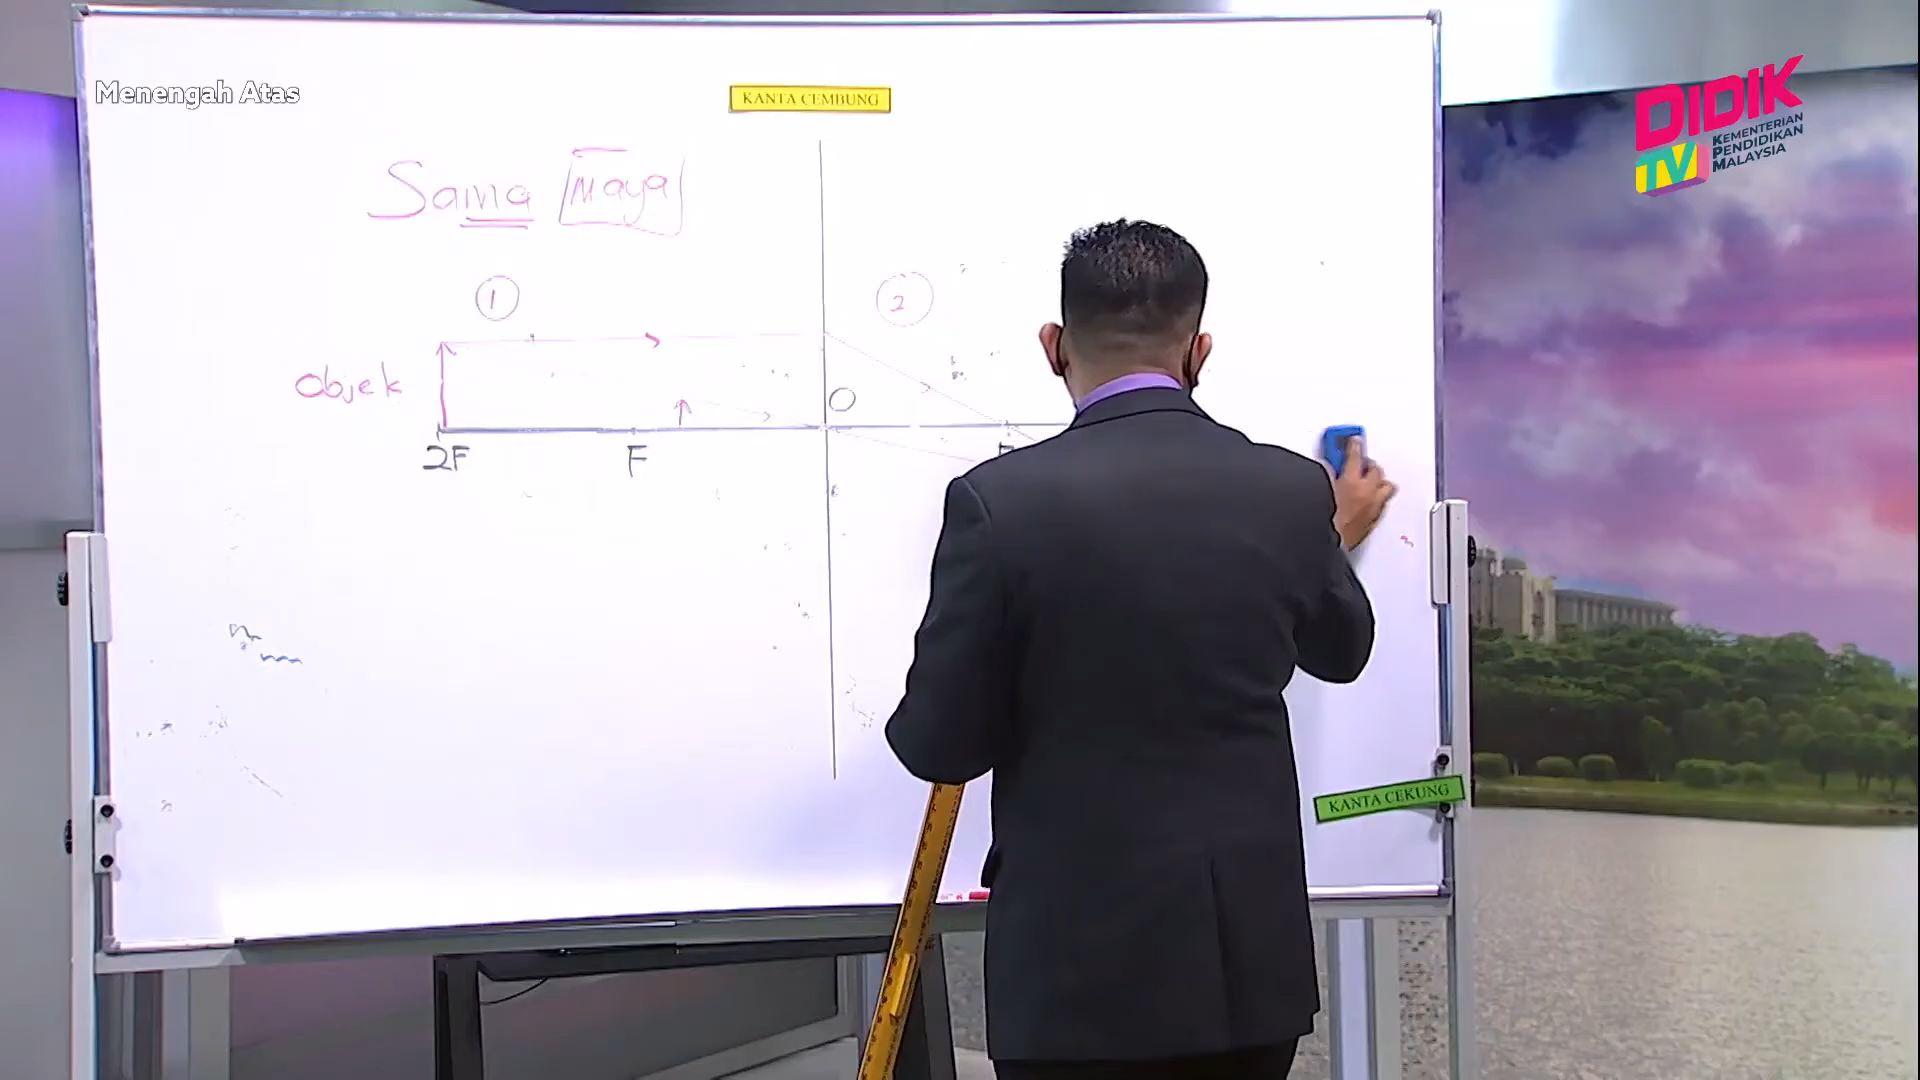 Menengah Atas
KANTA CEMBUNG
DIDIK
TV
KEMENTERIAN
PENDIDIKAN
MALAYSIA
Sama Maya
1
2
Objek
O
2F
F
F
KANTA CEKUNG